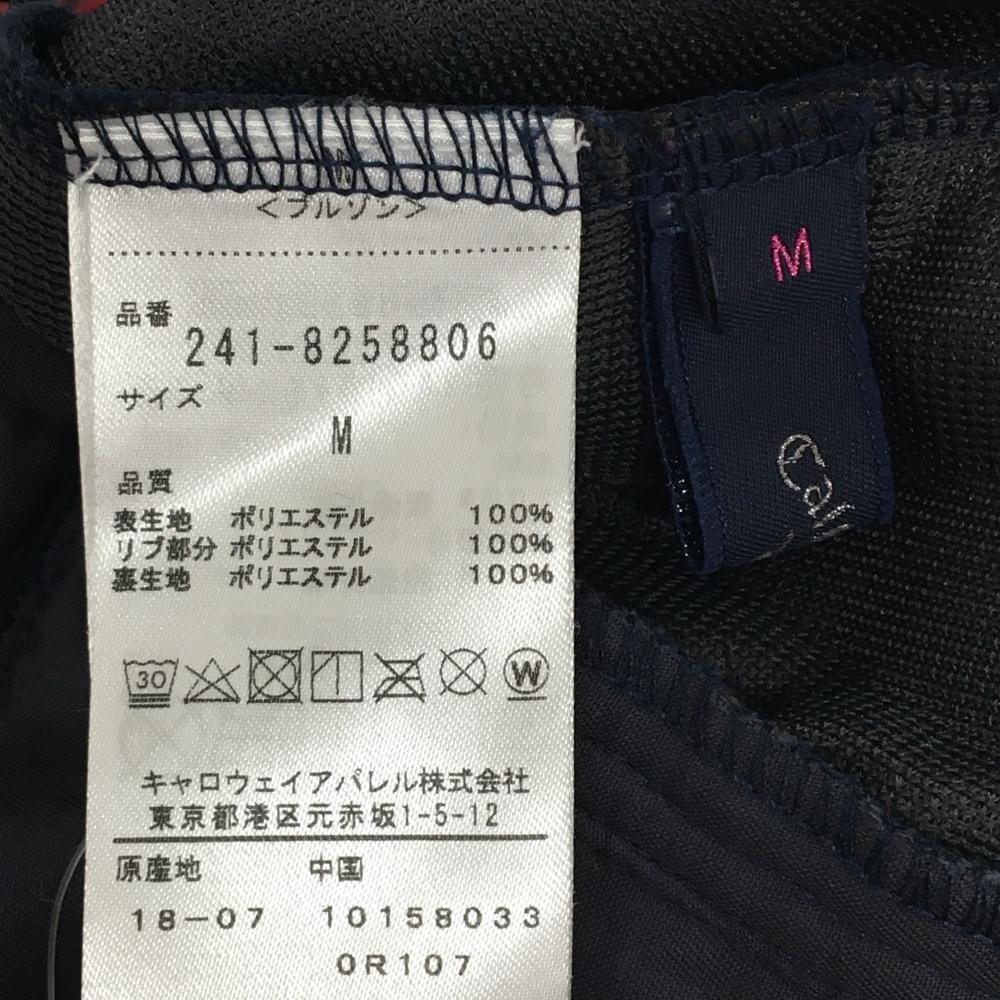 <ブルゾン>
品番
241-8258806
サイズ
M
品質
表生地 ポリエステル 100%
リブ部分 ポリエステル 100%
裏生地 ポリエステル 100%
30
W
キャロウェイアパレル株式会社
東京都港区元赤坂1-5-12
原産地 中国
18-07 10158033
0R107
M